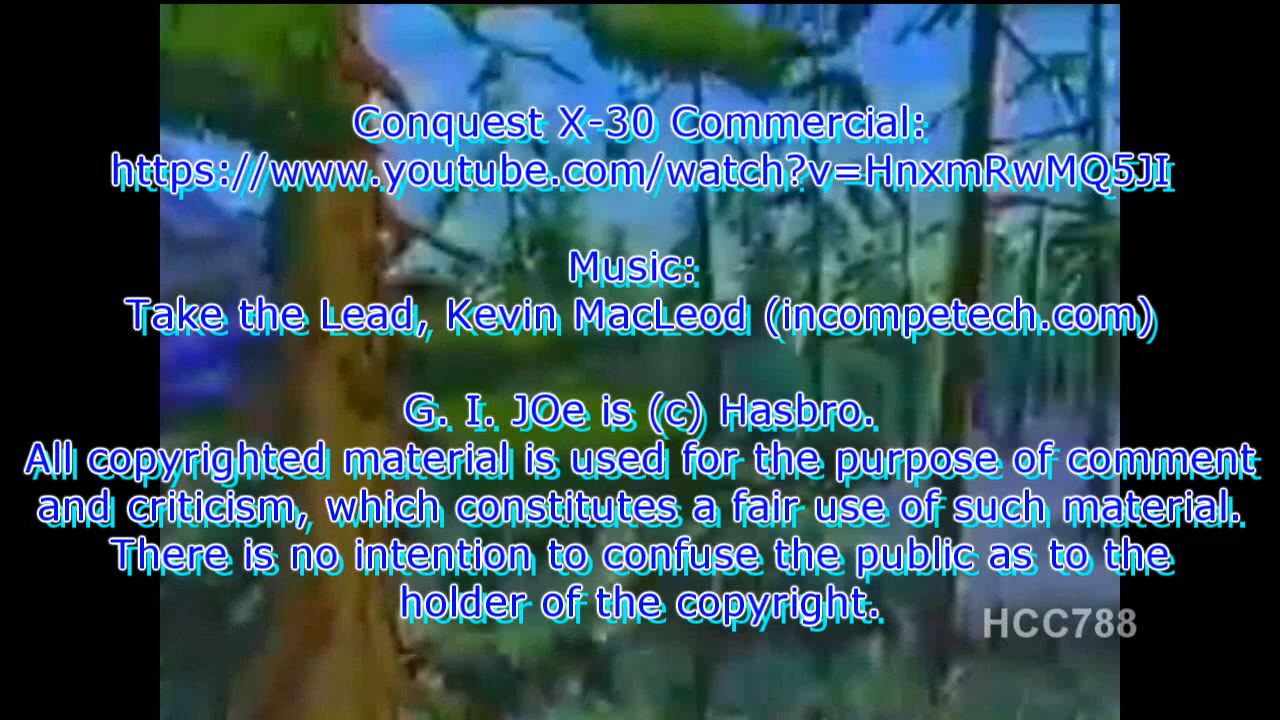 Conquest X-30 Commercial:
https://www.youtube.com/watch?v=HnxmRwMQ5JI
Music:
Take the Lead, Kevin MacLeod (incompetech.com)
G. I. JOe is (c) Hasbro.
All copyrighted material is used for the purpose of comment
and criticism, which constitutes a fair use of such material.
There is no intention to confuse the public as to the
holder of the copyright.
HCC788